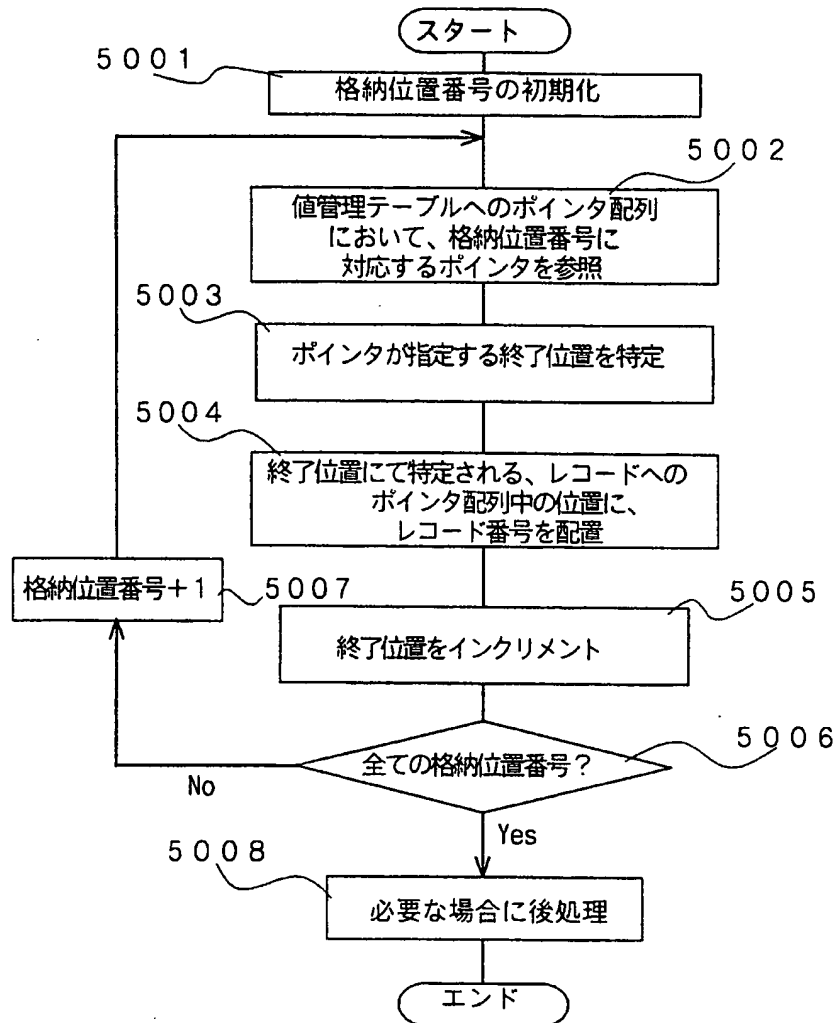 スタート
5001
格納位置番号の初期化
5002
値管理テーブルへのポインタ配列
において、格納位置番号に
対応するポインタを参照
5003
ポインタが指定する終了位置を特定
5004
終了位置にて特定される、レコードへの
ポインタ配列中の位置に、
レコード番号を配置
格納位置番号+1
5007
5005
終了位置をインクリメント
5006
全ての格納位置番号?
No
Yes
5008
必要な場合に後処理
エンド